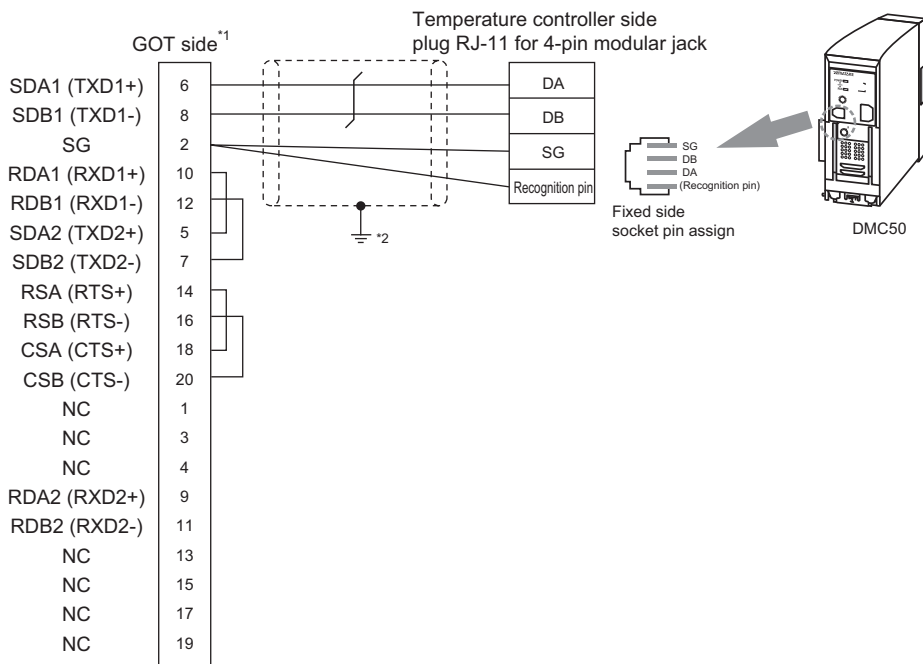 Temperature controller side
plug RJ-11 for 4-pin modular jack
GOT side*1
SDA1 (TXD1+) 6 DA
SDB1 (TXD1-) 8 DB
SG 2 SG
RDA1 (RXD1+) 10 Recognition pin
RDB1 (RXD1-) 12
SDA2 (TXD2+) 5
SDB2 (TXD2-) 7
RSA (RTS+) 14
RSB (RTS-) 16
CSA (CTS+) 18
CSB (CTS-) 20
NC 1
NC 3
NC 4
RDA2 (RXD2+) 9
RDB2 (RXD2-) 11
NC 13
NC 15
NC 17
NC 19
*2
SG
DB
DA
(Recognition pin)
Fixed side
socket pin assign
DMC50